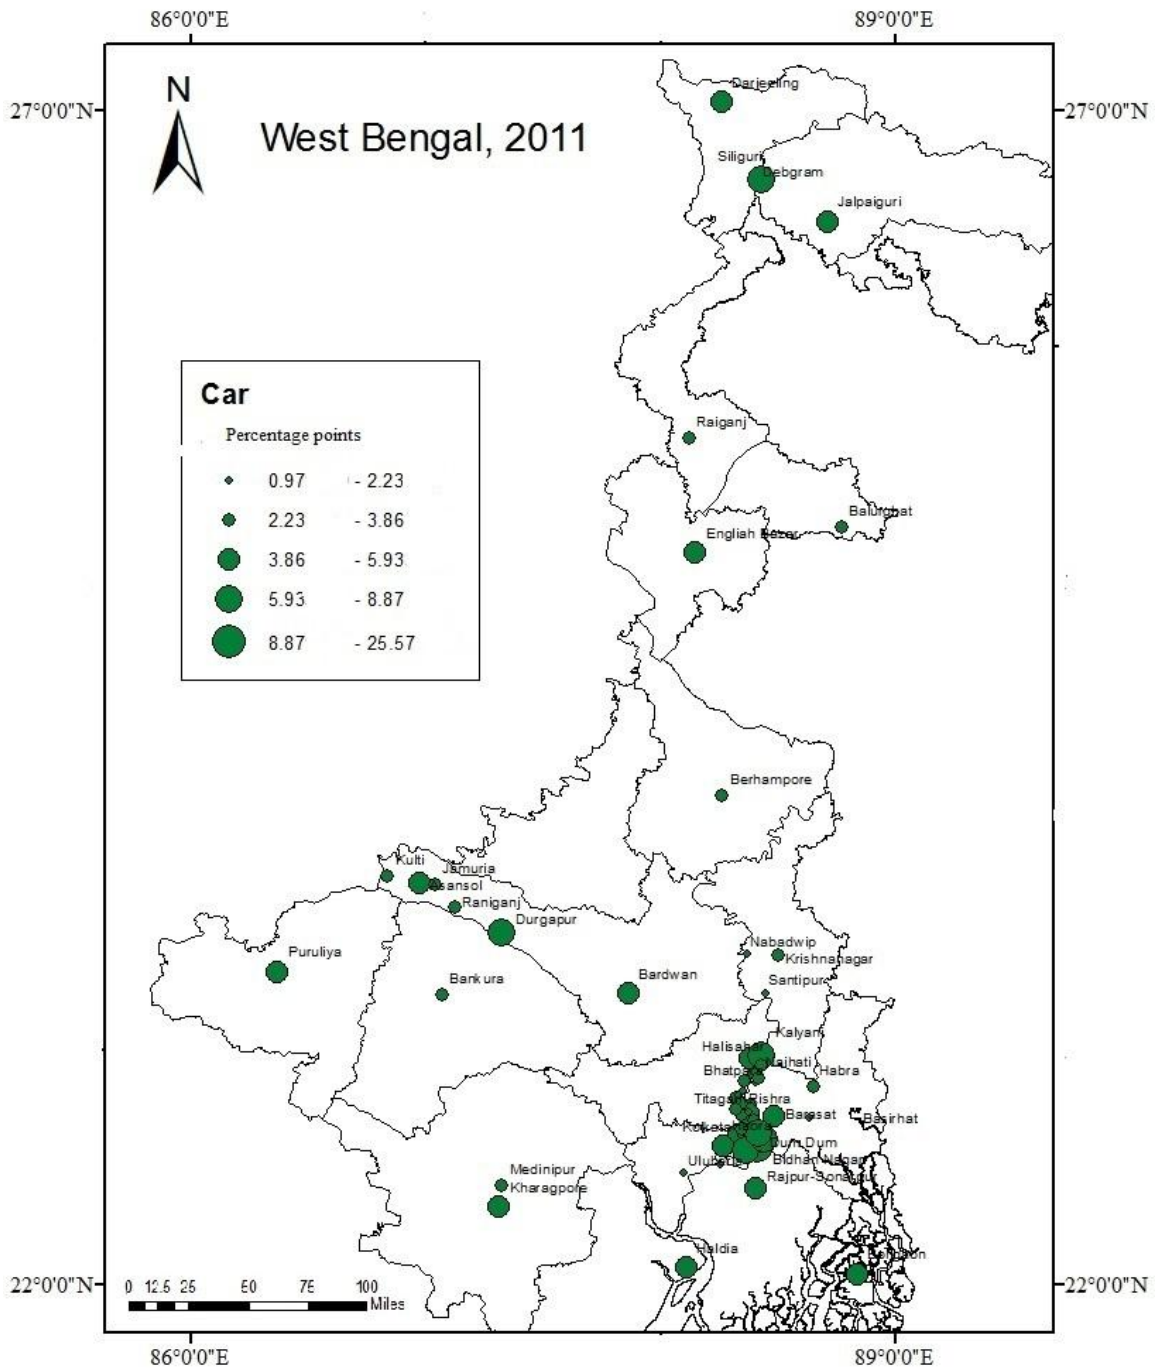 86°0'0"E 89°0'0"E
27°0'0"N 27°0'0"N
N
West Bengal, 2011
Darjeeling
Siliguri
Debgram
Jalpaiguri
Car
Percentage points
0.97 - 2.23
2.23 - 3.86
3.86 - 5.93
5.93 - 8.87
8.87 - 25.57
Raiganj
Balurghat
Engliah Bazar
Berhampore
Kulti
Jamuria
Asansol
Raniganj
Durgapur
Nabadwip
Puruliya
Krishnanagar
Bankura
Bardwan
Santipur
Kalyani
Halisahar
Naihati
Bhatpara
Habra
Titagarh
Rishra
Barasat
Basirhat
Kolkata
Dum Dum
Uluberia
Bidhan Nagar
Medinipur
Rajpur-Sonarpur
Kharagpore
Haldia
22°0'0"N 22°0'0"N
0 12.5 25 50 75 100
Miles
86°0'0"E 89°0'0"E